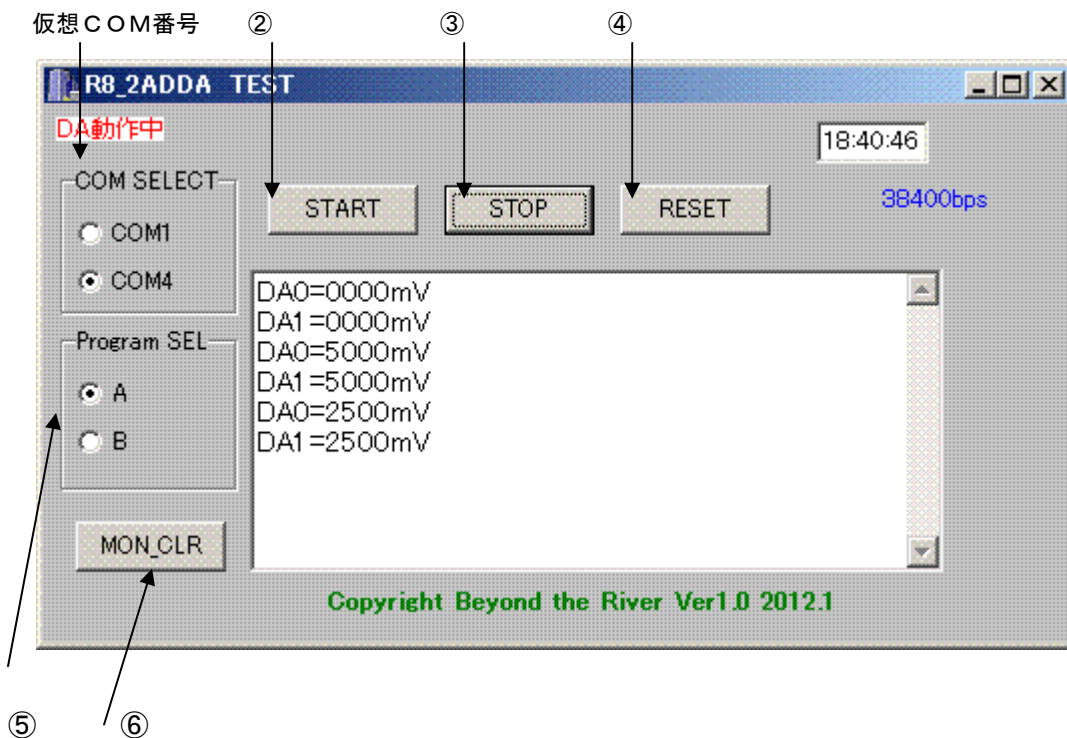 仮想ＣＯＭ番号 ② ③ ④
R8_2ADDA TEST
DA動作中
18:40:46
COM SELECT
START STOP RESET
38400bps
COM1
COM4
DA0=0000mV
DA1=0000mV
DA0=5000mV
DA1=5000mV
DA0=2500mV
DA1=2500mV
Program SEL
A
B
MON_CLR
Copyright Beyond the River Ver1.0 2012.1
⑤ ⑥